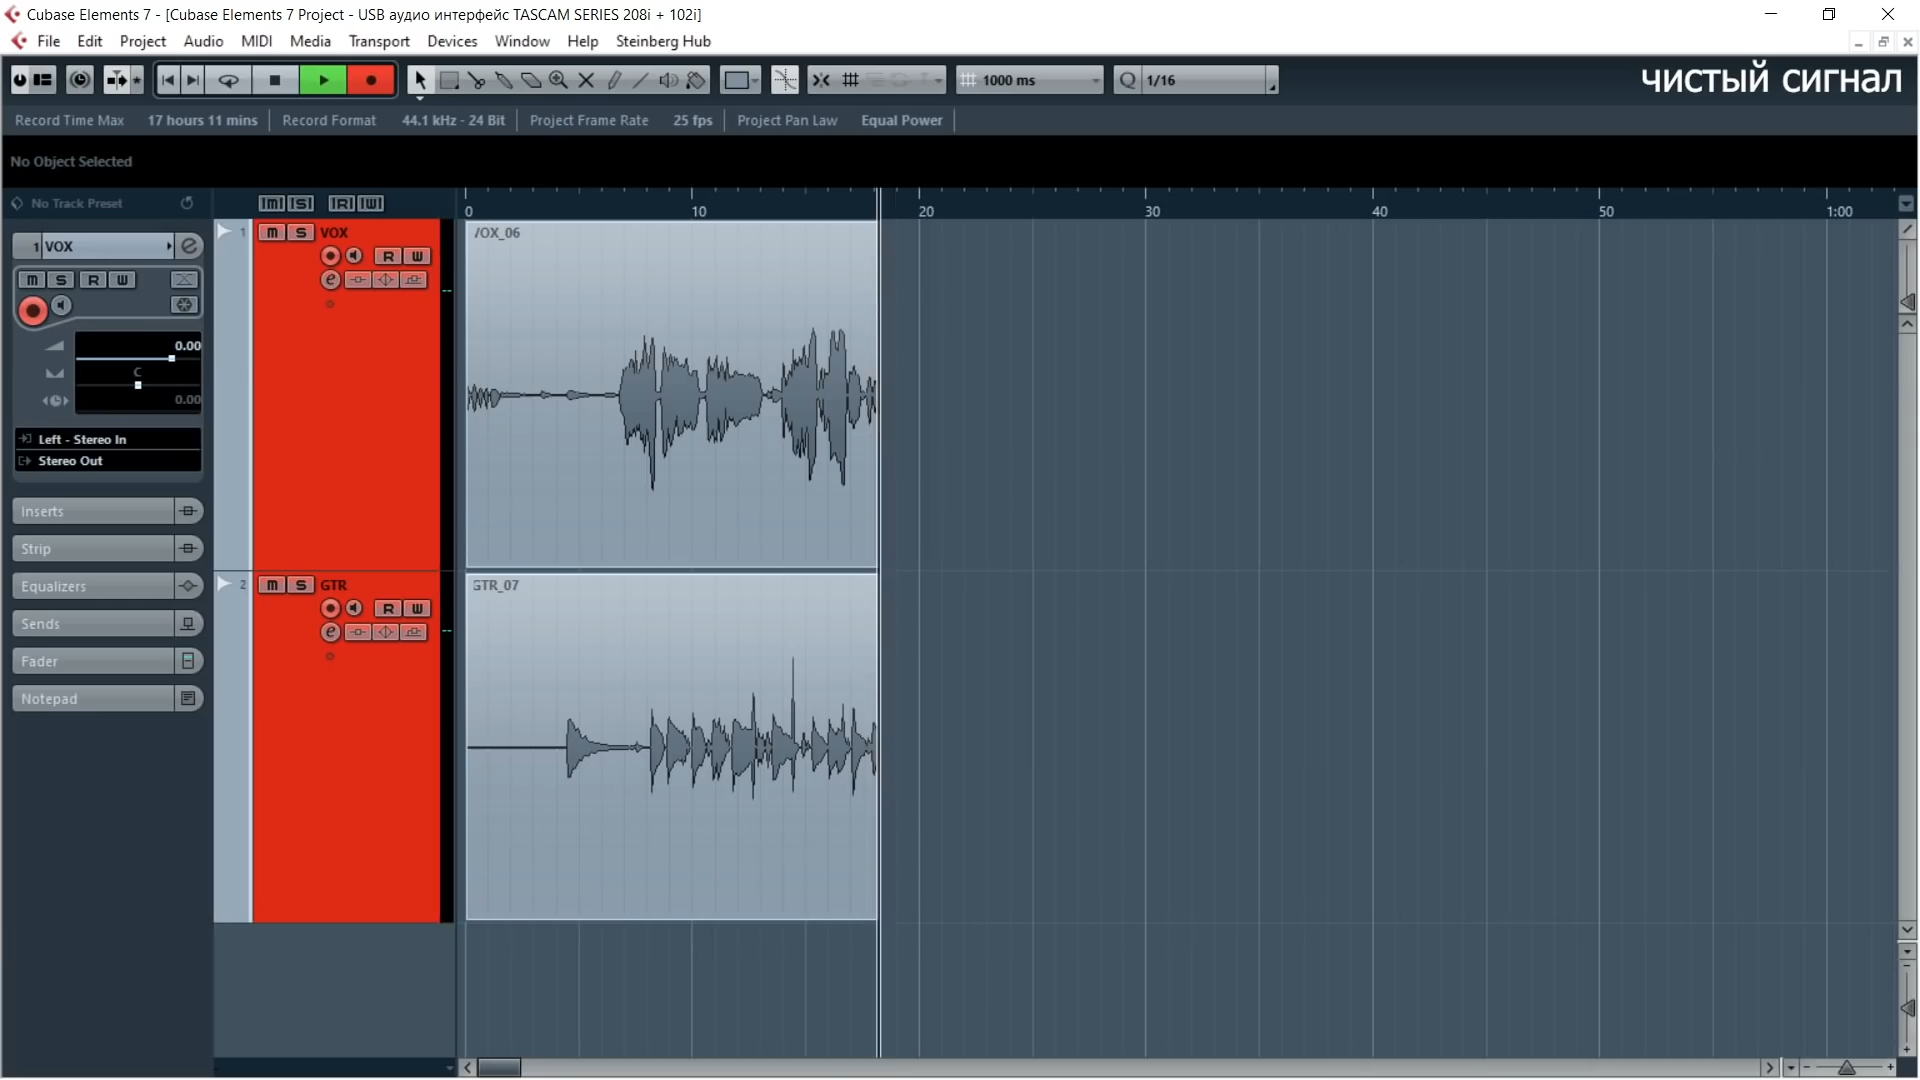 Cubase Elements 7 - [Cubase Elements 7 Project - USB аудио интерфейс TASCAM SERIES 208i + 102i]
File Edit Project Audio MIDI Media Transport Devices Window Help Steinberg Hub
1000 ms Q 1/16 чистый сигнал
Record Time Max 17 hours 11 mins Record Format 44.1 kHz - 24 Bit Project Frame Rate 25 fps Project Pan Law Equal Power
No Object Selected
No Track Preset [m] [S] [R] [W]
0 10 20 30 40 50 1:00
1 VOX e
m S R W
0.00
C
0.00
Left - Stereo In
Stereo Out
Inserts
Strip
Equalizers
Sends
Fader
Notepad
1 m S VOX
R W
e
VOX_06
2 m S GTR
R W
e
GTR_07